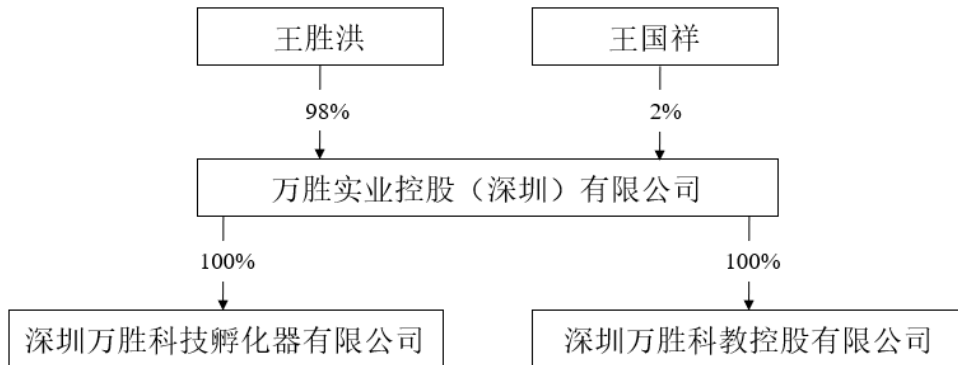 王胜洪
王国祥
98%
2%
万胜实业控股（深圳）有限公司
100%
100%
深圳万胜科技孵化器有限公司
深圳万胜科教控股有限公司